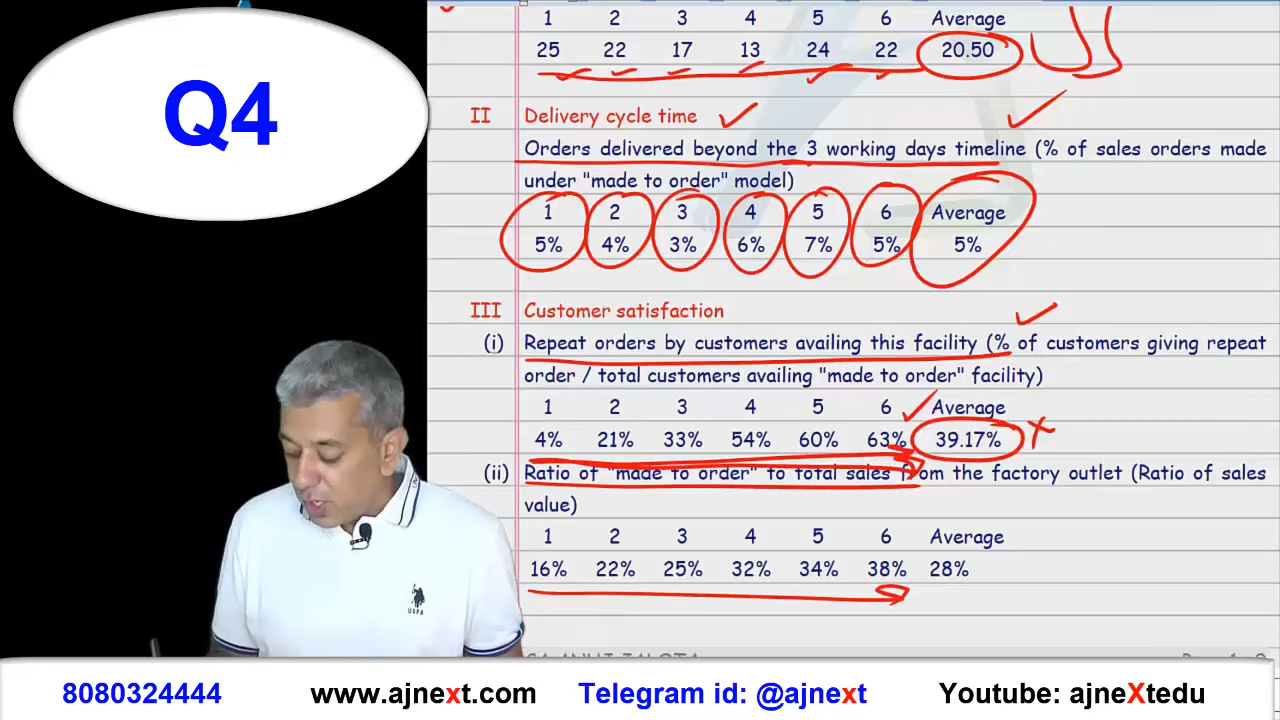 Q4
1 2 3 4 5 6 Average
25 22 17 13 24 22 20.50
II Delivery cycle time
Orders delivered beyond the 3 working days timeline (% of sales orders made
under "made to order" model)
1 2 3 4 5 6 Average
5% 4% 3% 6% 7% 5% 5%
III Customer satisfaction
(i) Repeat orders by customers availing this facility (% of customers giving repeat
order / total customers availing "made to order" facility)
1 2 3 4 5 6 Average
4% 21% 33% 54% 60% 63% 39.17%
(ii) Ratio of "made to order" to total sales from the factory outlet (Ratio of sales
value)
1 2 3 4 5 6 Average
16% 22% 25% 32% 34% 38% 28%
USPA
8080324444 www.ajnext.com Telegram id: @ajnext Youtube: ajneXtedu